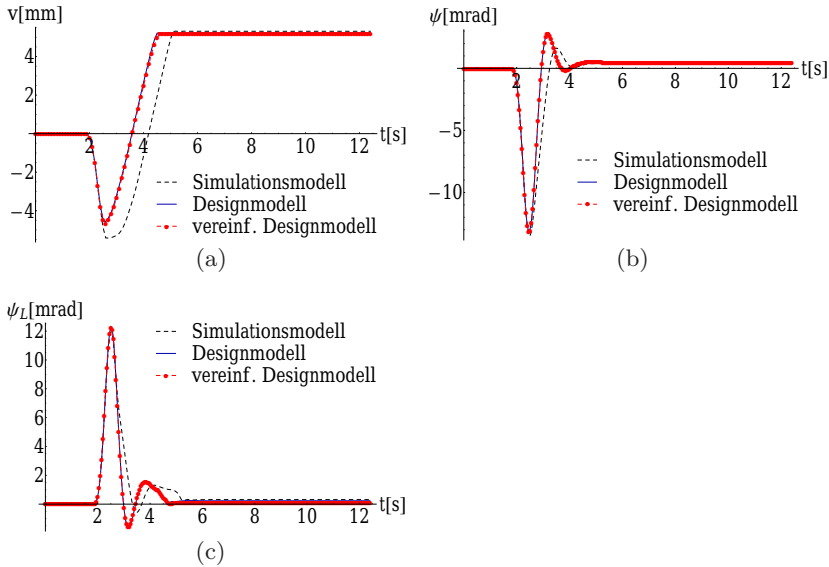 v[mm]
4
2
−2
−4
2
4
6
8
10
12
t[s]
Simulationsmodell
Designmodell
vereinf. Designmodell
(a)
ψ[mrad]
−5
−10
2
4
6
8
10
12
t[s]
Simulationsmodell
Designmodell
vereinf. Designmodell
(b)
ψL[mrad]
12
10
8
6
4
2
2
4
6
8
10
12
t[s]
Simulationsmodell
Designmodell
vereinf. Designmodell
(c)